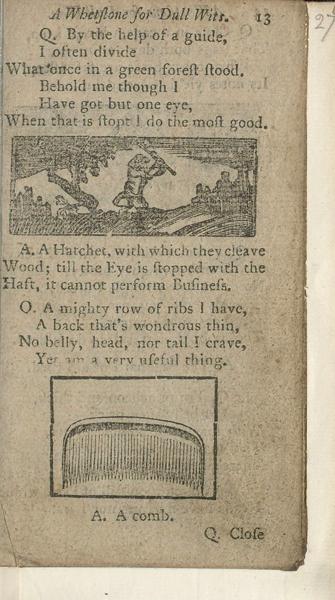 A Whetſtone for Dull Wits. 13
27
Q. By the help of a guide,
I often divide
What once in a green foreſt ſtood.
Behold me though I
Have got but one eye,
When that is ſtopt I do the moſt good.
A. A Hatchet, with which they cleave
Wood; till the Eye is ſtopped with the
Haft, it cannot perform Buſineſs.
Q. A mighty row of ribs I have,
A back that's wondrous thin,
No belly, head, nor tail I crave,
Yet am a very uſeful thing.
A. A comb.
Q. Cloſe